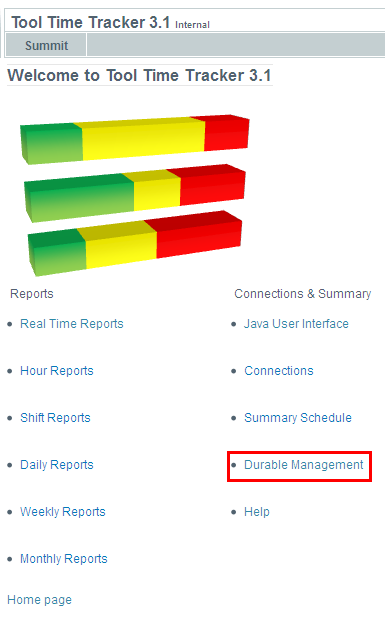 Tool Time Tracker 3.1 Internal
Summit
Welcome to Tool Time Tracker 3.1
Reports
Real Time Reports
Hour Reports
Shift Reports
Daily Reports
Weekly Reports
Monthly Reports
Connections & Summary
Java User Interface
Connections
Summary Schedule
Durable Management
Help
Home page